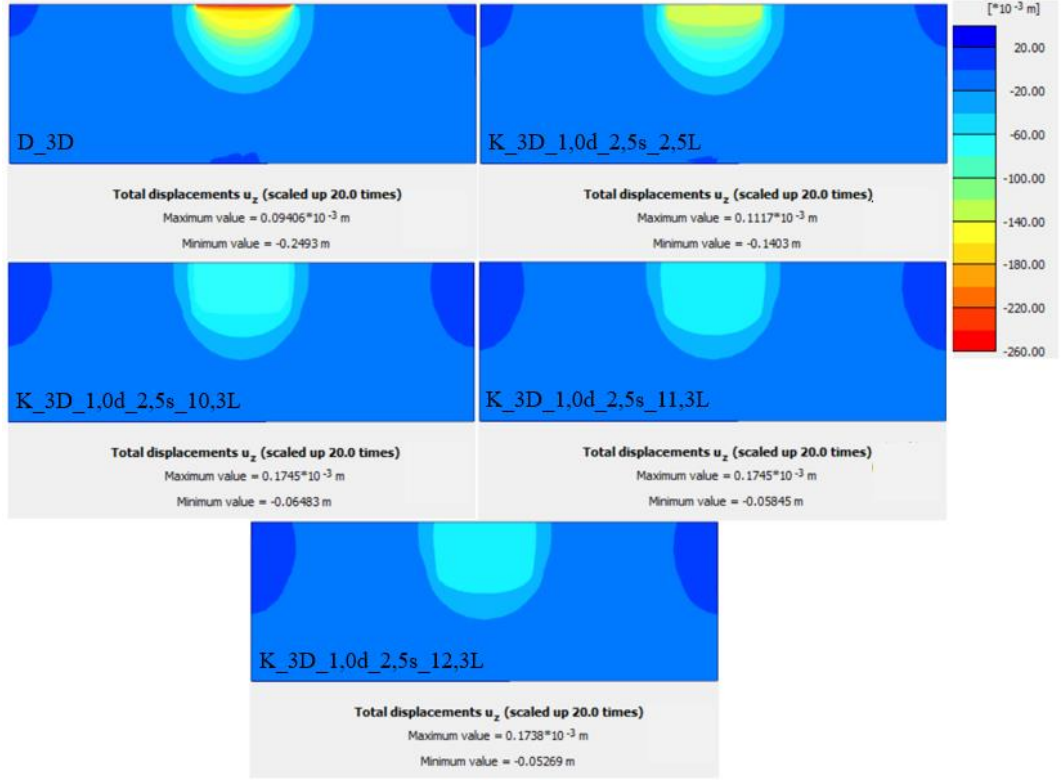 [*10 -3 m]
20.00
-20.00
-60.00
-100.00
-140.00
-180.00
-220.00
-260.00
D_3D
Total displacements uz (scaled up 20.0 times)
Maximum value = 0.09406*10 -3 m
Minimum value = -0.2493 m
K_3D_1,0d_2,5s_2,5L
Total displacements uz (scaled up 20.0 times)
Maximum value = 0.1117*10 -3 m
Minimum value = -0.1403 m
K_3D_1,0d_2,5s_10,3L
Total displacements uz (scaled up 20.0 times)
Maximum value = 0.1745*10 -3 m
Minimum value = -0.06483 m
K_3D_1,0d_2,5s_11,3L
Total displacements uz (scaled up 20.0 times)
Maximum value = 0.1745*10 -3 m
Minimum value = -0.05845 m
K_3D_1,0d_2,5s_12,3L
Total displacements uz (scaled up 20.0 times)
Maximum value = 0.1738*10 -3 m
Minimum value = -0.05269 m